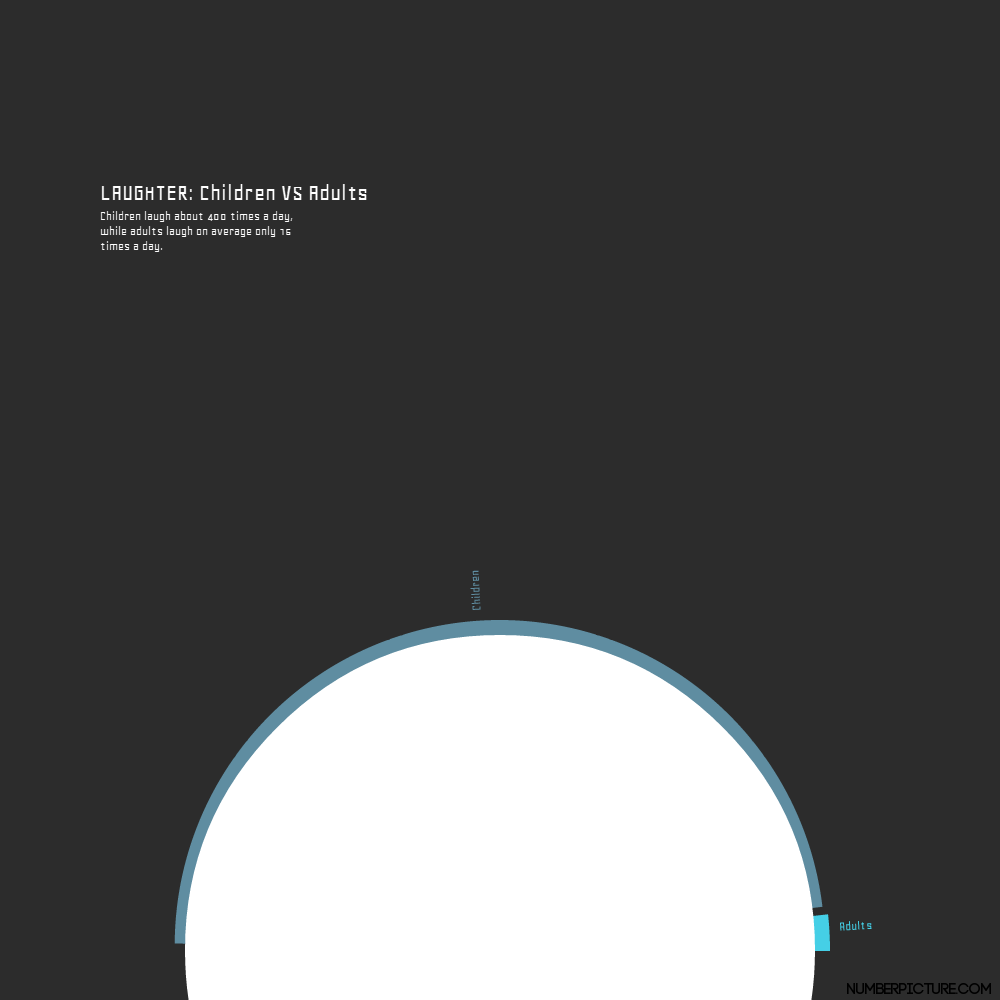 LAUGHTER: Children VS Adults
Children laugh about 400 times a day,
while adults laugh on average only 15
times a day.
Children
Adults
NUMBERPICTURE.COM